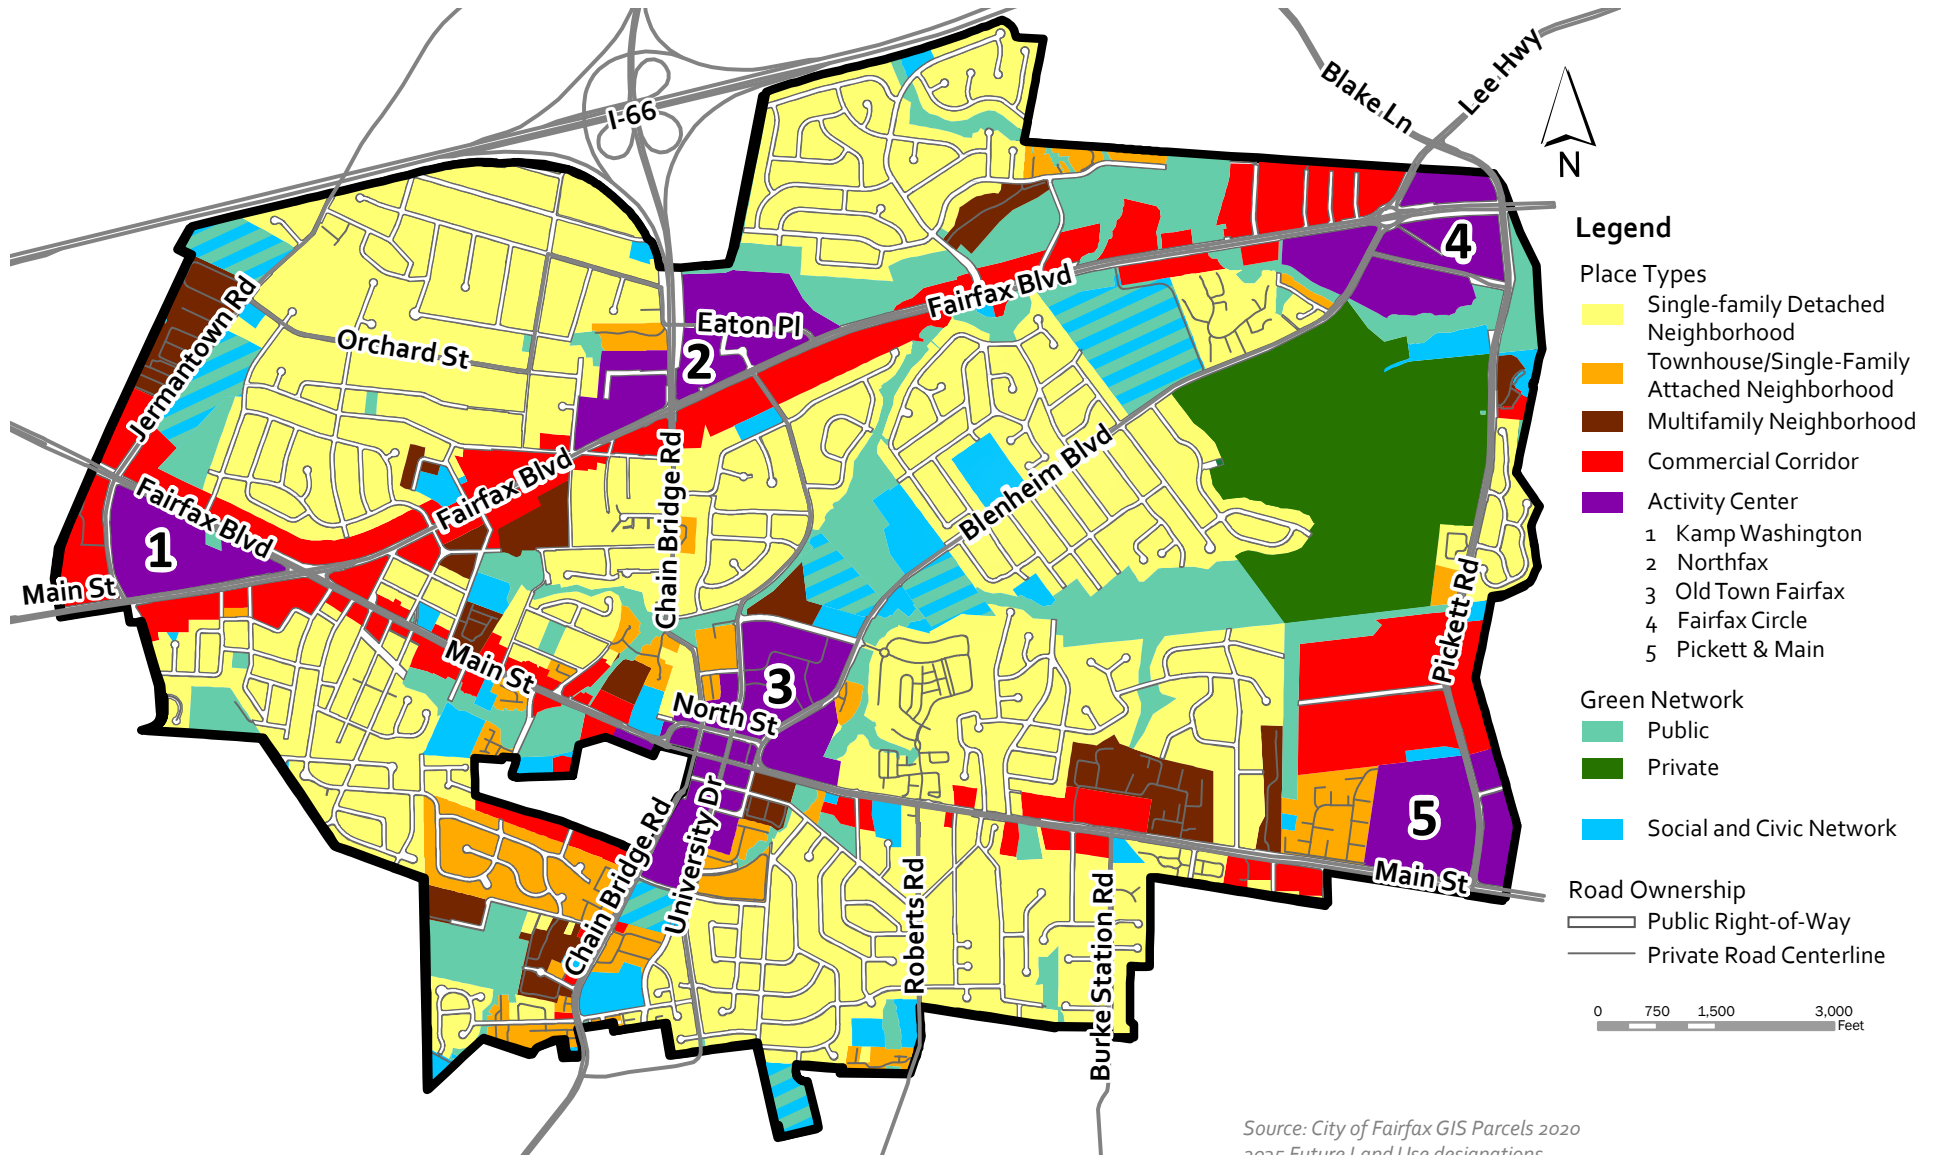 I-66
Blake Ln
Lee Hwy
N
Jermantown Rd
Orchard St
Eaton Pl
2
Fairfax Blvd
4
Fairfax Blvd
Fairfax Blvd
Chain Bridge Rd
Blenheim Blvd
1
Main St
Main St
North St
3
Pickett Rd
5
Main St
Chain Bridge Rd
University Dr
Roberts Rd
Burke Station Rd
Legend
Place Types
Single-family Detached
Neighborhood
Townhouse/Single-Family
Attached Neighborhood
Multifamily Neighborhood
Commercial Corridor
Activity Center
1 Kamp Washington
2 Northfax
3 Old Town Fairfax
4 Fairfax Circle
5 Pickett & Main
Green Network
Public
Private
Social and Civic Network
Road Ownership
Public Right-of-Way
Private Road Centerline
0 750 1,500 3,000
Feet
Source: City of Fairfax GIS Parcels 2020
2035 Future Land Use designations